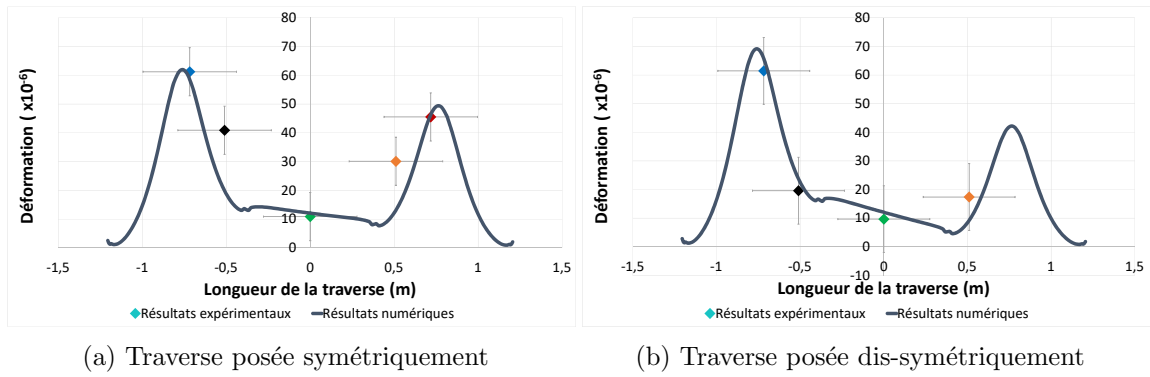 80
70
60
50
40
30
20
10
0
-1,5 -1 -0,5 0 0,5 1 1,5
Déformation ( x10-6)
Longueur de la traverse (m)
Résultats expérimentaux Résultats numériques
(a) Traverse posée symétriquement
80
70
60
50
40
30
20
10
0
-10
-1,5 -1 -0,5 0 0,5 1 1,5
Déformation ( x10-6)
Longueur de la traverse (m)
Résultats expérimentaux Résultats numériques
(b) Traverse posée dis-symétriquement